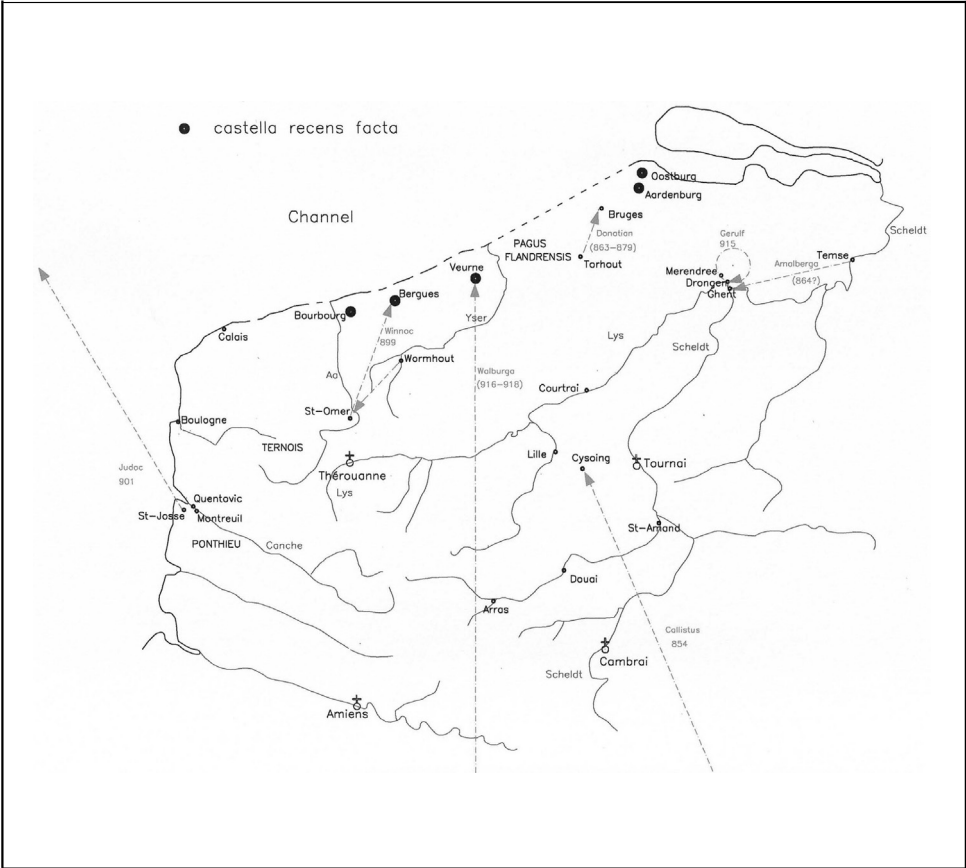 castella recens facta
Oostburg
Aardenburg
Channel
Bruges
Scheldt
Donatian
(863-879)
Gerulf
915
PAGUS
FLANDRENSIS
Torhout
Temse
Amalberga
(864?)
Merendree
Drongen
Ghent
Veurne
Bergues
Bourbourg
Yser
Winnoc
899
Calais
Lys
Scheldt
Wormhout
Walburga
(916-918)
Aa
Courtrai
St-Omer
Boulogne
TERNOIS
Lille
Cysoing
Tournai
Thérouanne
Judoc
901
Lys
Quentovic
St-Josse
Montreuil
St-Amand
PONTHIEU
Canche
Douai
Arras
Callistus
854
Cambrai
Scheldt
Amiens